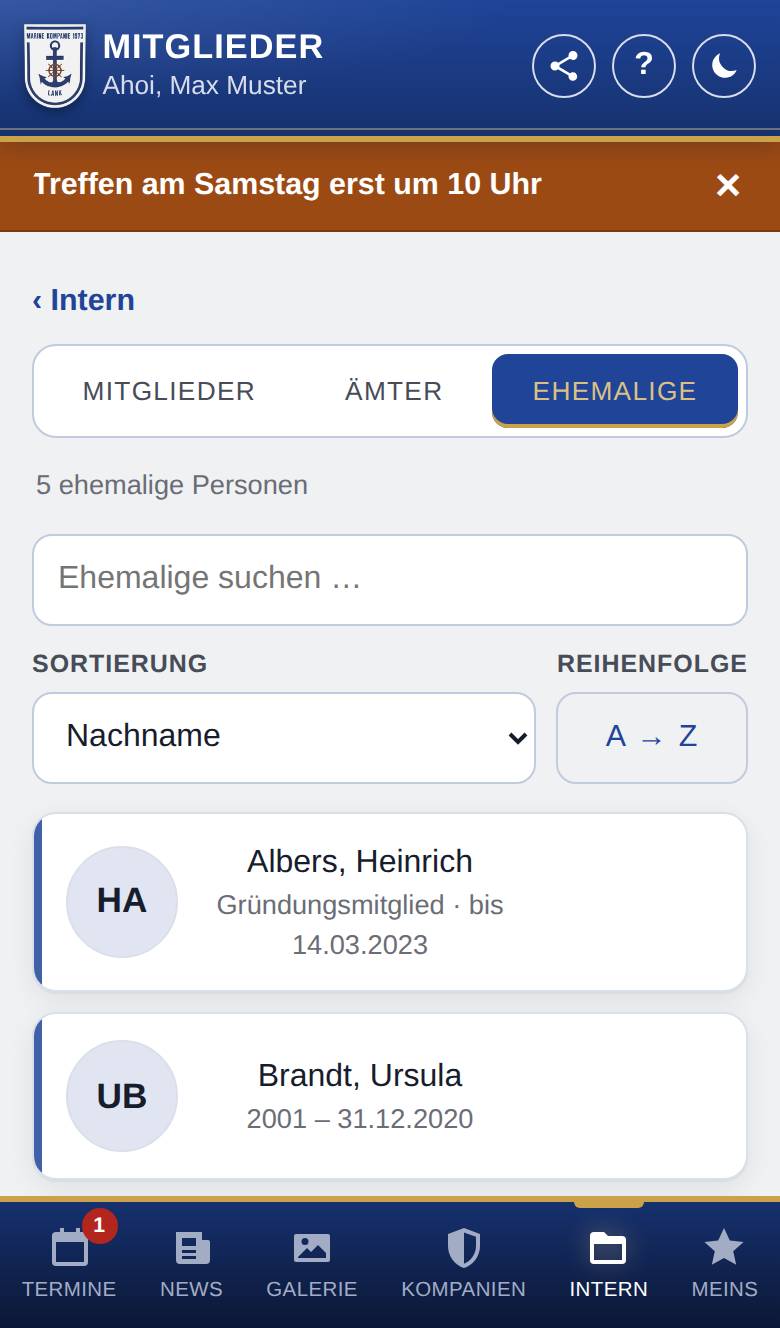 MARINE KOMPANIE 1973
LANK
MITGLIEDER
Ahoi, Max Muster
?
Treffen am Samstag erst um 10 Uhr
×
‹ Intern
MITGLIEDER
ÄMTER
EHEMALIGE
5 ehemalige Personen
Ehemalige suchen …
SORTIERUNG
REIHENFOLGE
Nachname
A → Z
HA
Albers, Heinrich
Gründungsmitglied · bis
14.03.2023
UB
Brandt, Ursula
2001 – 31.12.2020
1
TERMINE
NEWS
GALERIE
KOMPANIEN
INTERN
MEINS